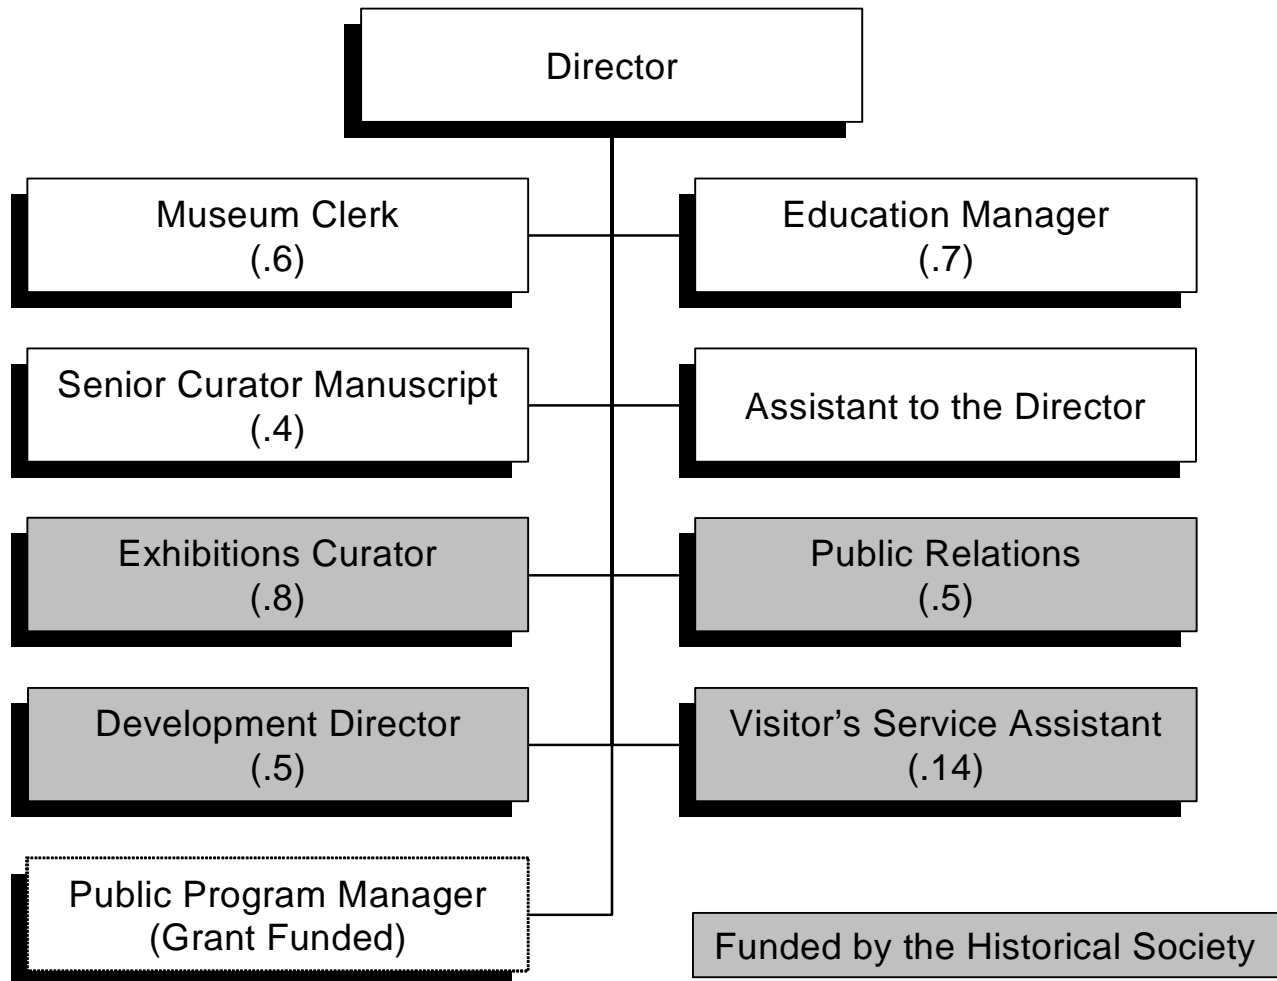 Director
Museum Clerk
(.6)
Education Manager
(.7)
Senior Curator Manuscript
(.4)
Assistant to the Director
Exhibitions Curator
(.8)
Public Relations
(.5)
Development Director
(.5)
Visitor’s Service Assistant
(.14)
Public Program Manager
(Grant Funded)
Funded by the Historical Society